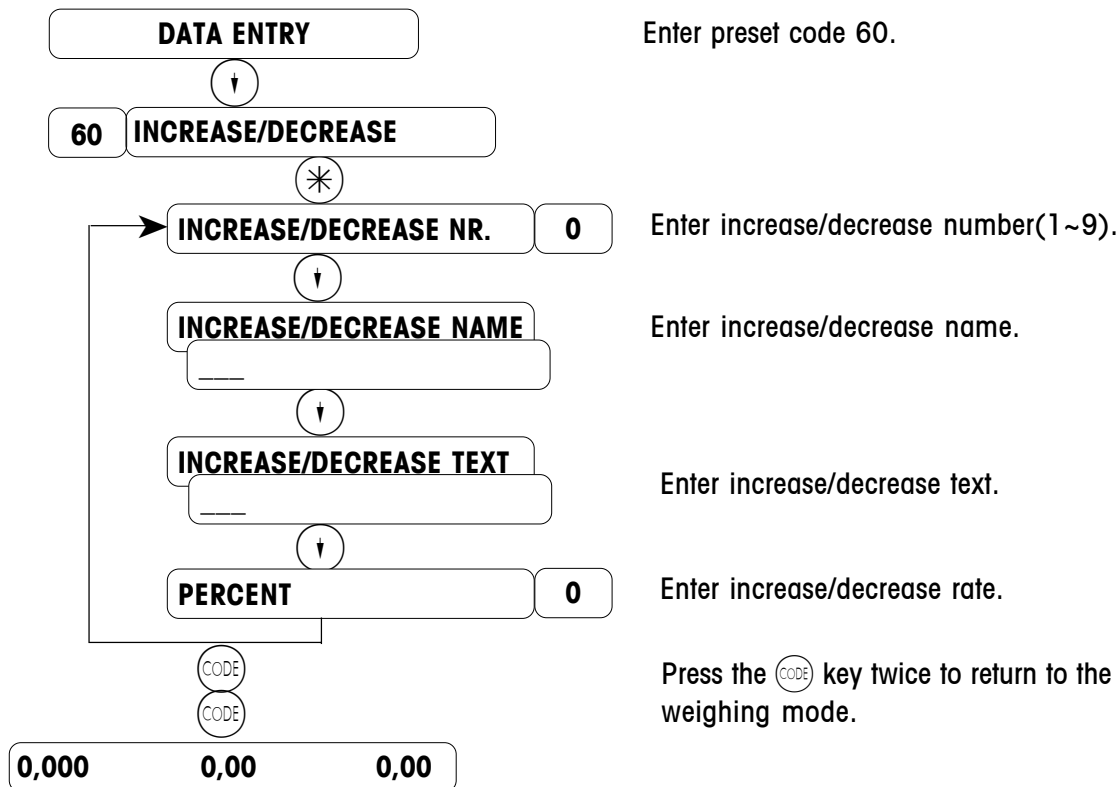 DATA ENTRY
Enter preset code 60.
60 INCREASE/DECREASE
INCREASE/DECREASE NR. 0
Enter increase/decrease number(1~9).
INCREASE/DECREASE NAME
Enter increase/decrease name.
___
INCREASE/DECREASE TEXT
Enter increase/decrease text.
___
PERCENT 0
Enter increase/decrease rate.
CODE
CODE
Press the CODE key twice to return to the
weighing mode.
0,000 0,00 0,00